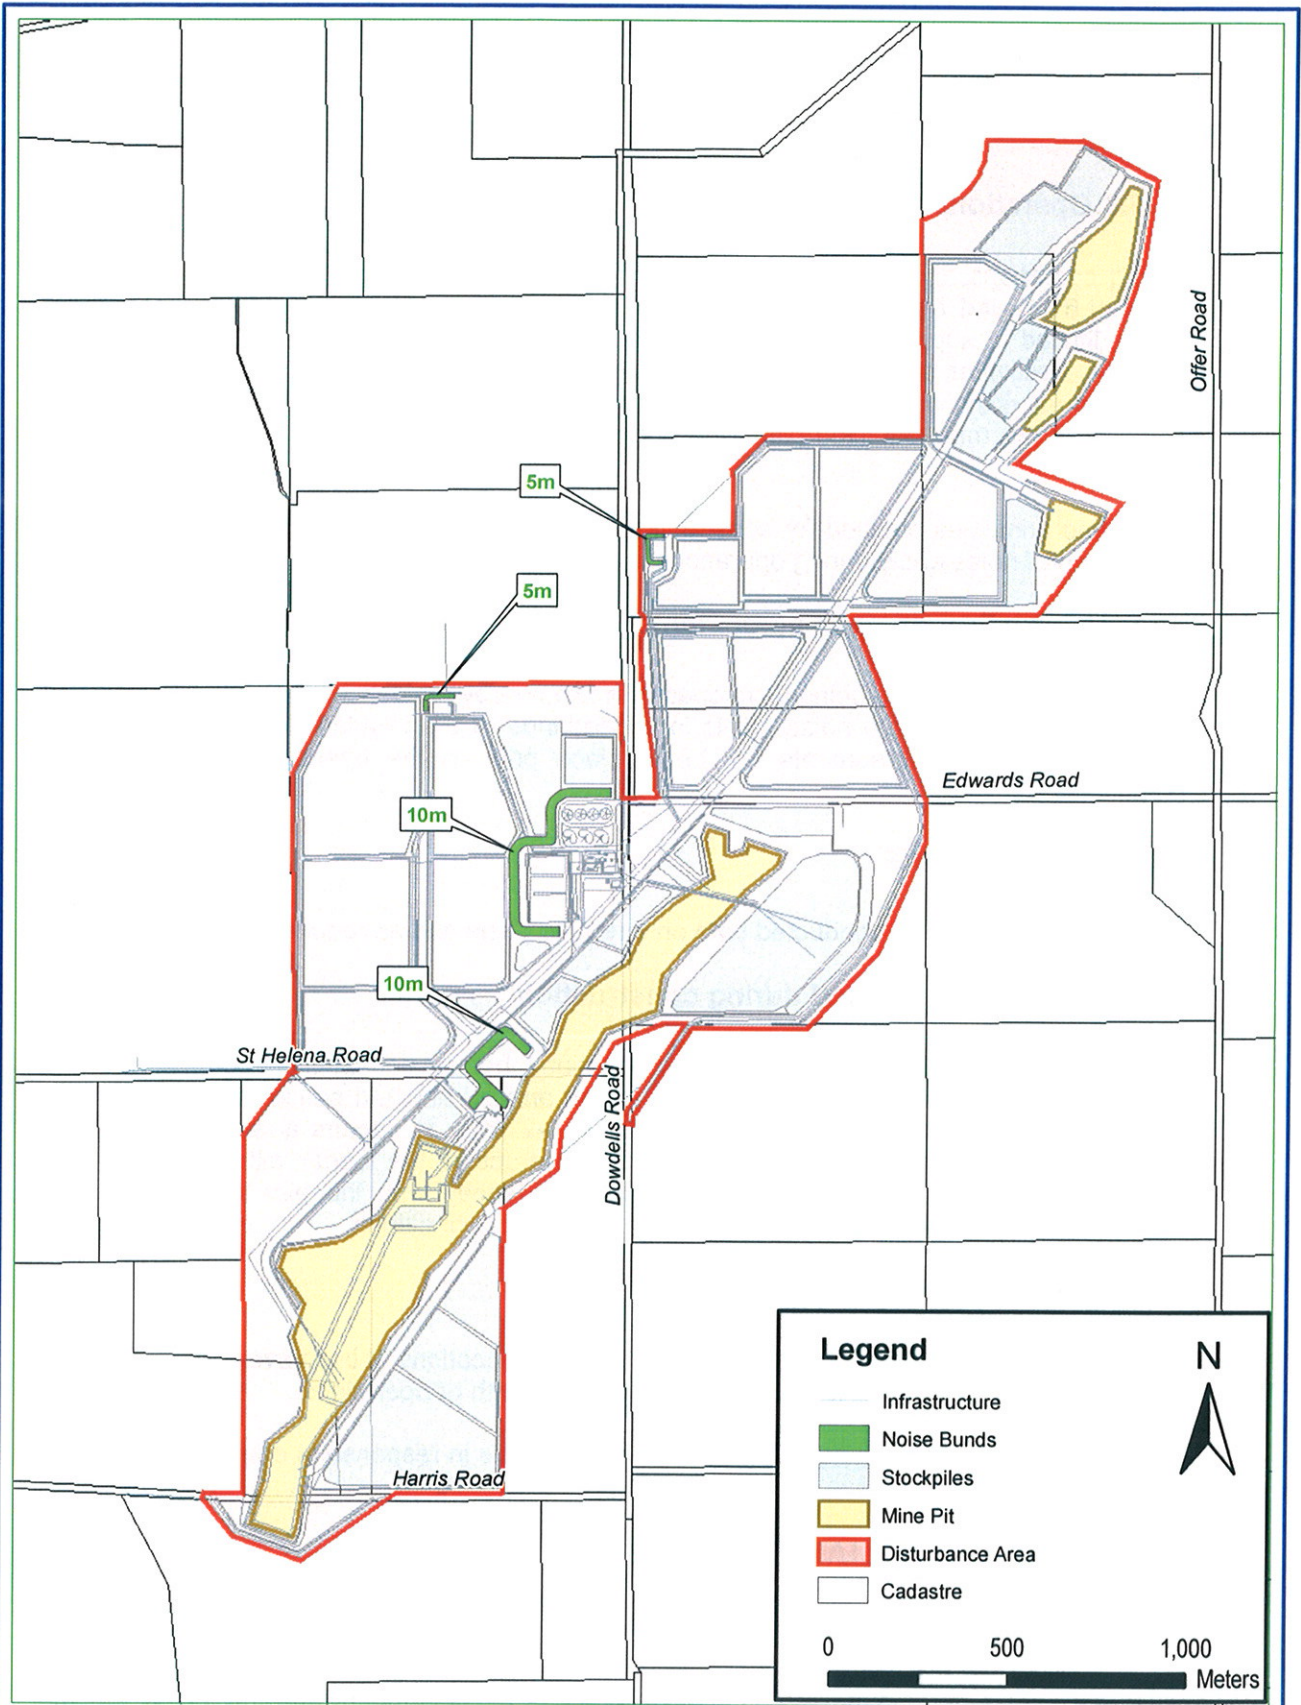 Offer Road
5m
5m
Edwards Road
10m
10m
St Helena Road
Dowdells Road
Harris Road
Legend
N
Infrastructure
Noise Bunds
Stockpiles
Mine Pit
Disturbance Area
Cadastre
0 500 1,000
Meters